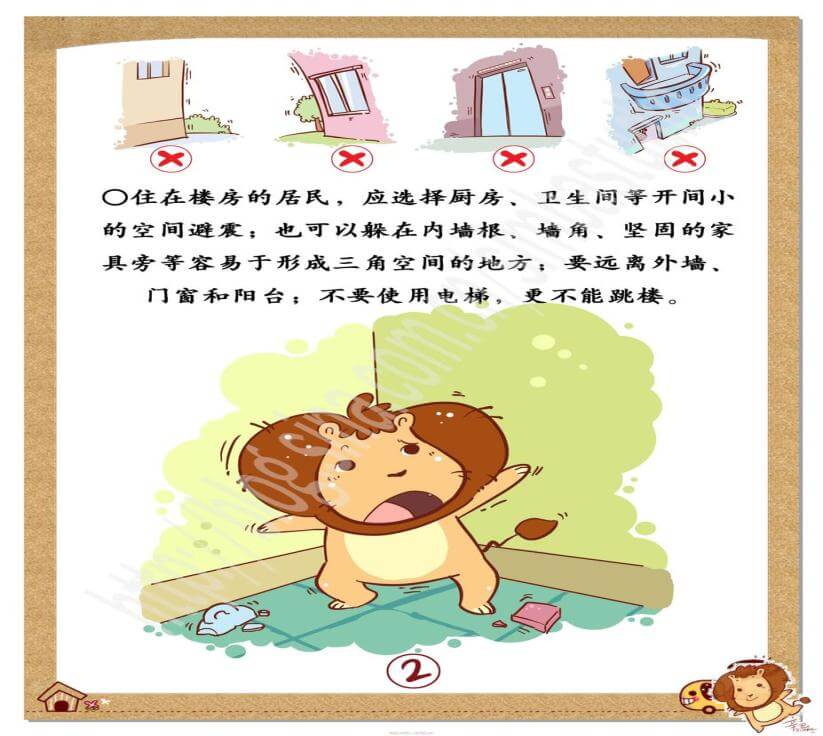 〇住在楼房的居民，应选择厨房、卫生间等开间小
的空间避震；也可以躲在内墙根、墙角、坚固的家
具旁等容易于形成三角空间的地方；要远离外墙、
门窗和阳台；不要使用电梯，更不能跳楼。
2